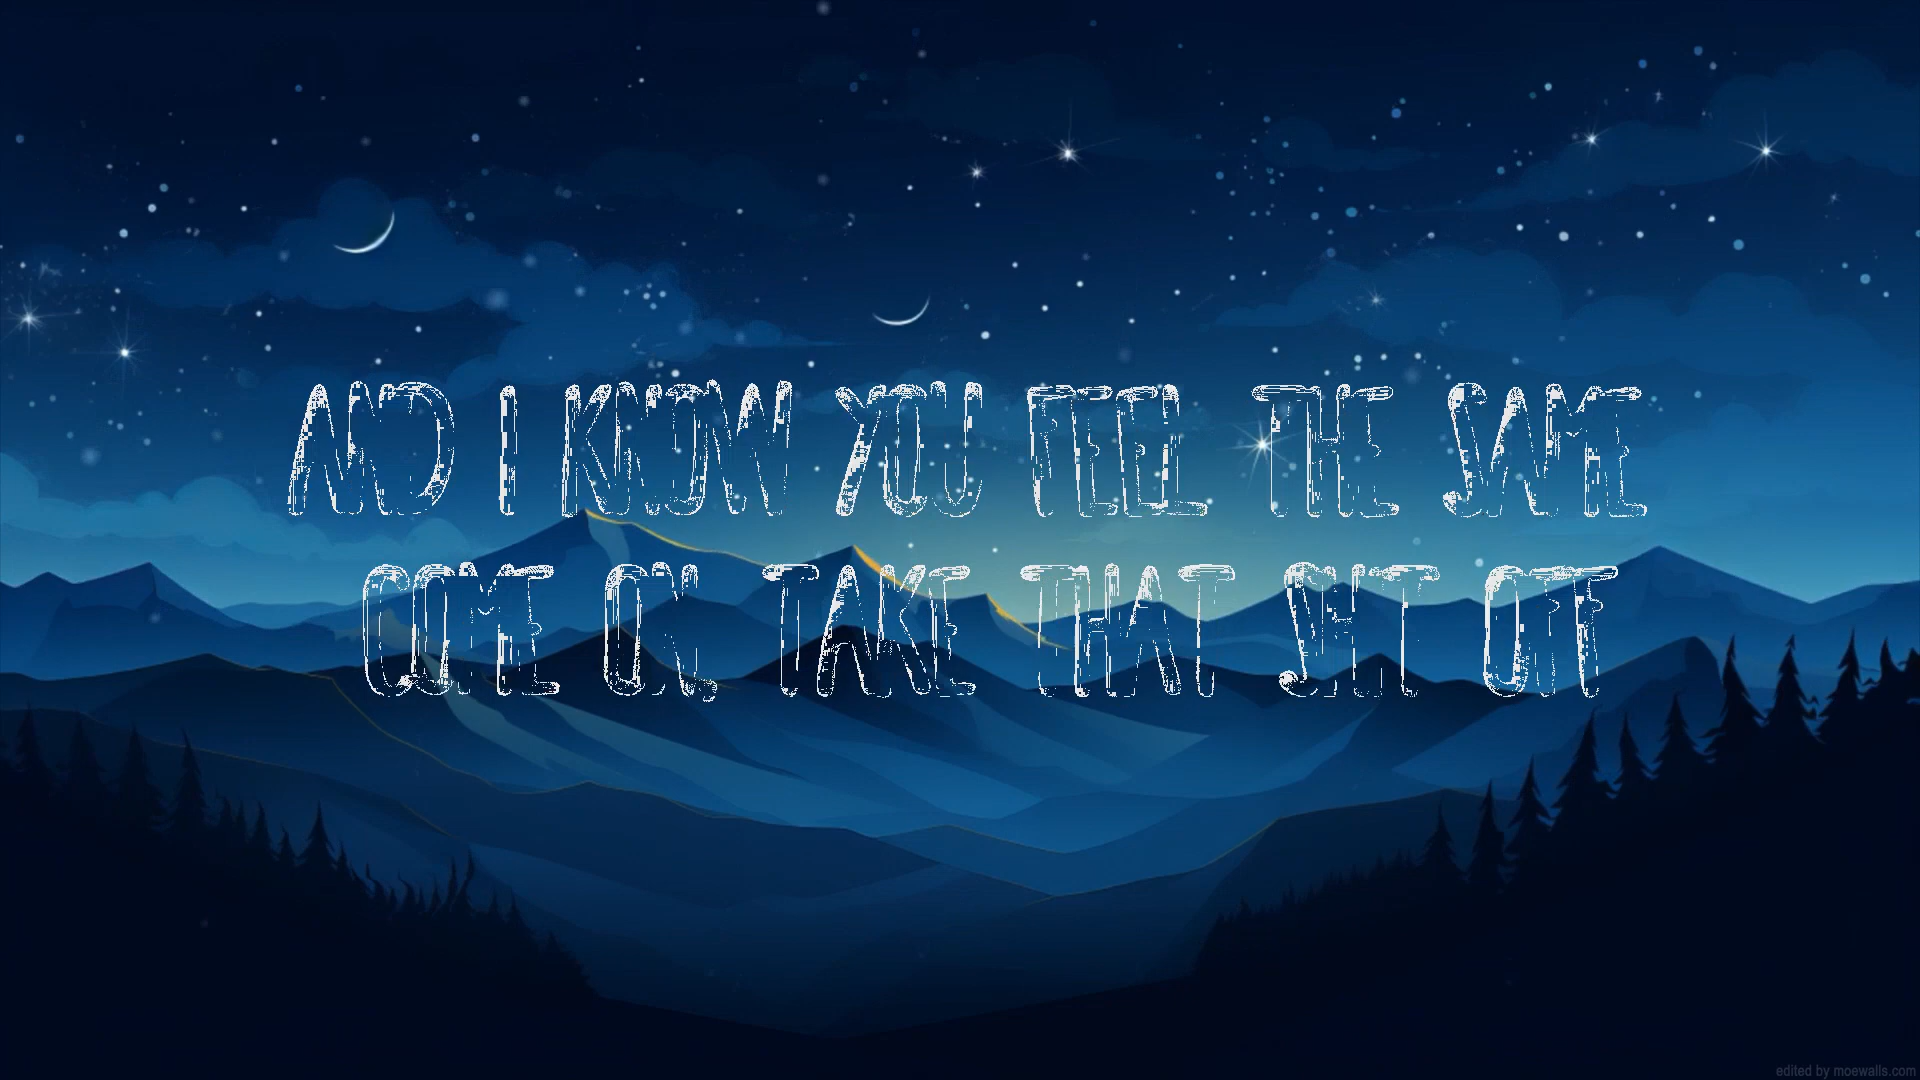 AND I KNOW YOU FEEL THE SAME
COME ON, TAKE THAT SHIT OFF
edited by moewalls.com